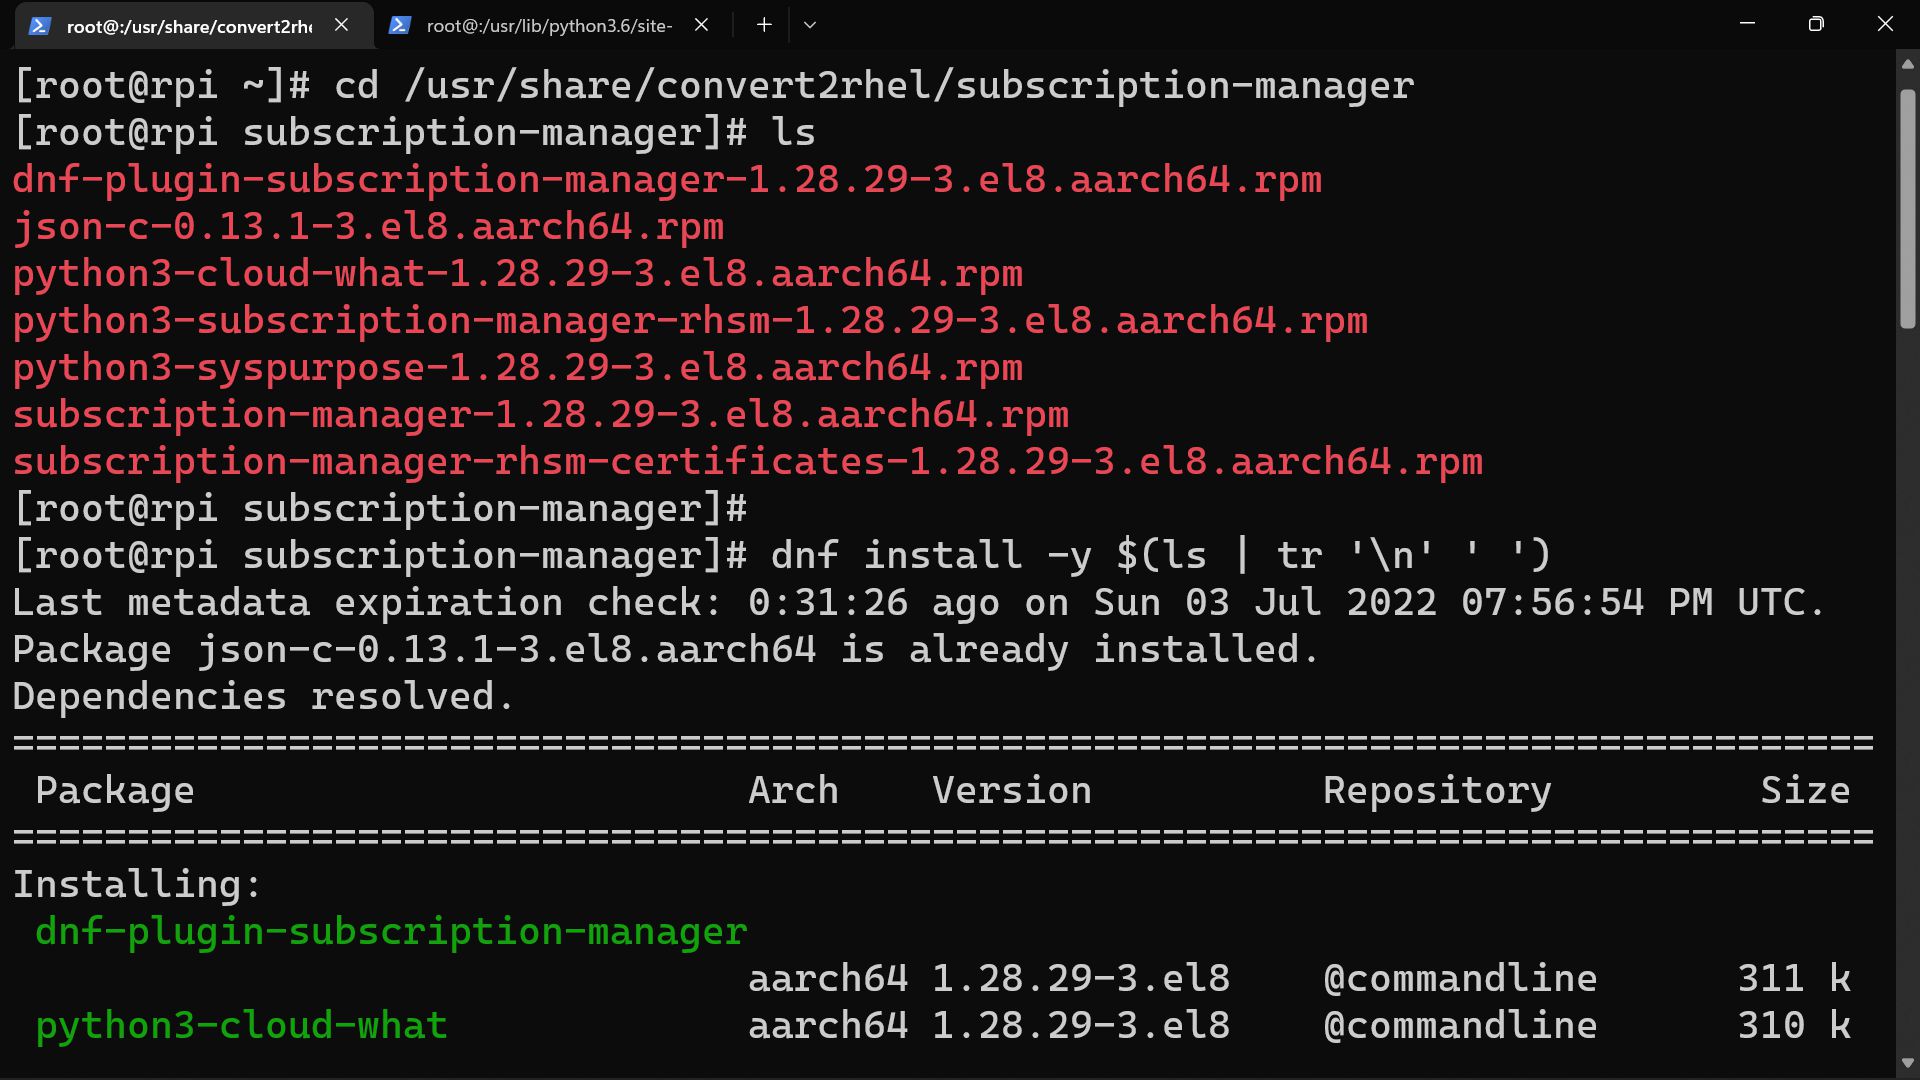 root@:/usr/share/convert2rh
root@:/usr/lib/python3.6/site-
[root@rpi ~]# cd /usr/share/convert2rhel/subscription-manager
[root@rpi subscription-manager]# ls
dnf-plugin-subscription-manager-1.28.29-3.el8.aarch64.rpm
json-c-0.13.1-3.el8.aarch64.rpm
python3-cloud-what-1.28.29-3.el8.aarch64.rpm
python3-subscription-manager-rhsm-1.28.29-3.el8.aarch64.rpm
python3-syspurpose-1.28.29-3.el8.aarch64.rpm
subscription-manager-1.28.29-3.el8.aarch64.rpm
subscription-manager-rhsm-certificates-1.28.29-3.el8.aarch64.rpm
[root@rpi subscription-manager]#
[root@rpi subscription-manager]# dnf install -y $(ls | tr '\n' ' ')
Last metadata expiration check: 0:31:26 ago on Sun 03 Jul 2022 07:56:54 PM UTC.
Package json-c-0.13.1-3.el8.aarch64 is already installed.
Dependencies resolved.
=================================================================================
Package Arch Version Repository Size
=================================================================================
Installing:
dnf-plugin-subscription-manager
aarch64 1.28.29-3.el8 @commandline 311 k
python3-cloud-what aarch64 1.28.29-3.el8 @commandline 310 k